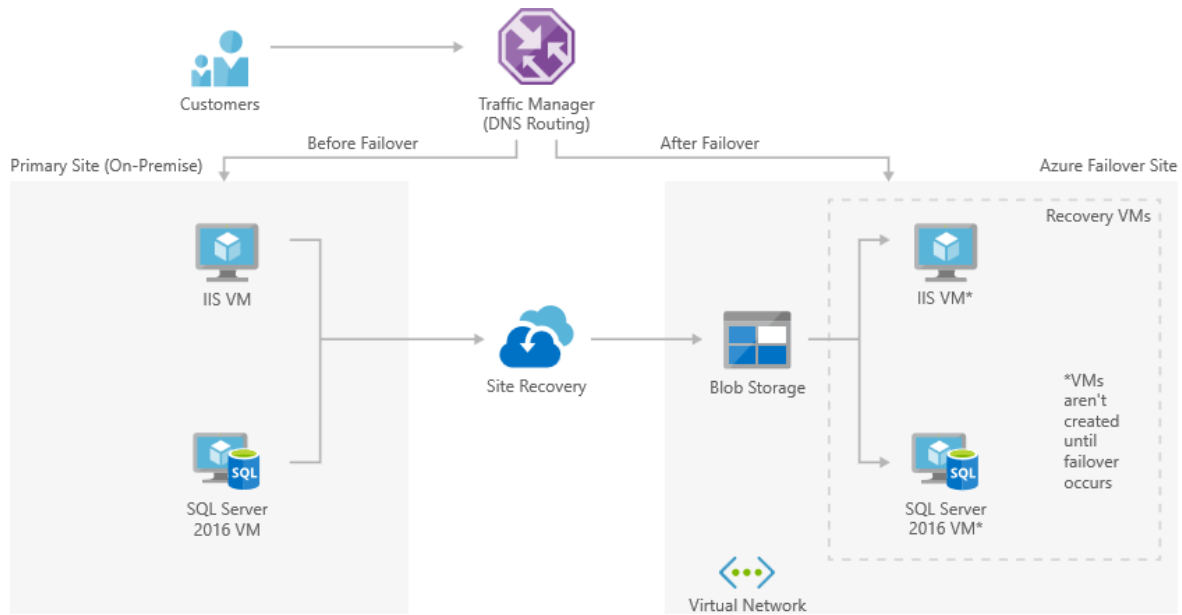 Customers
Traffic Manager
(DNS Routing)
Before Failover
After Failover
Primary Site (On-Premise)
Azure Failover Site
Recovery VMs
IIS VM
IIS VM*
Site Recovery
Blob Storage
*VMs
aren't
created
until
failover
occurs
SQL
SQL Server
2016 VM
SQL
SQL Server
2016 VM*
Virtual Network